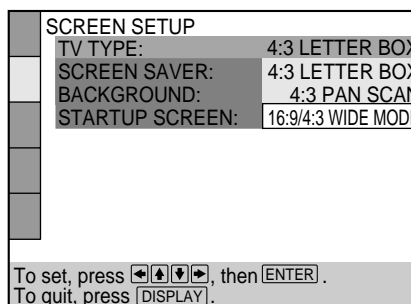 SCREEN SETUP
TV TYPE: 4:3 LETTER BOX
SCREEN SAVER: 4:3 LETTER BOX
BACKGROUND: 4:3 PAN SCAN
STARTUP SCREEN: 16:9/4:3 WIDE MOD
To set, press , then ENTER .
To quit, press DISPLAY .